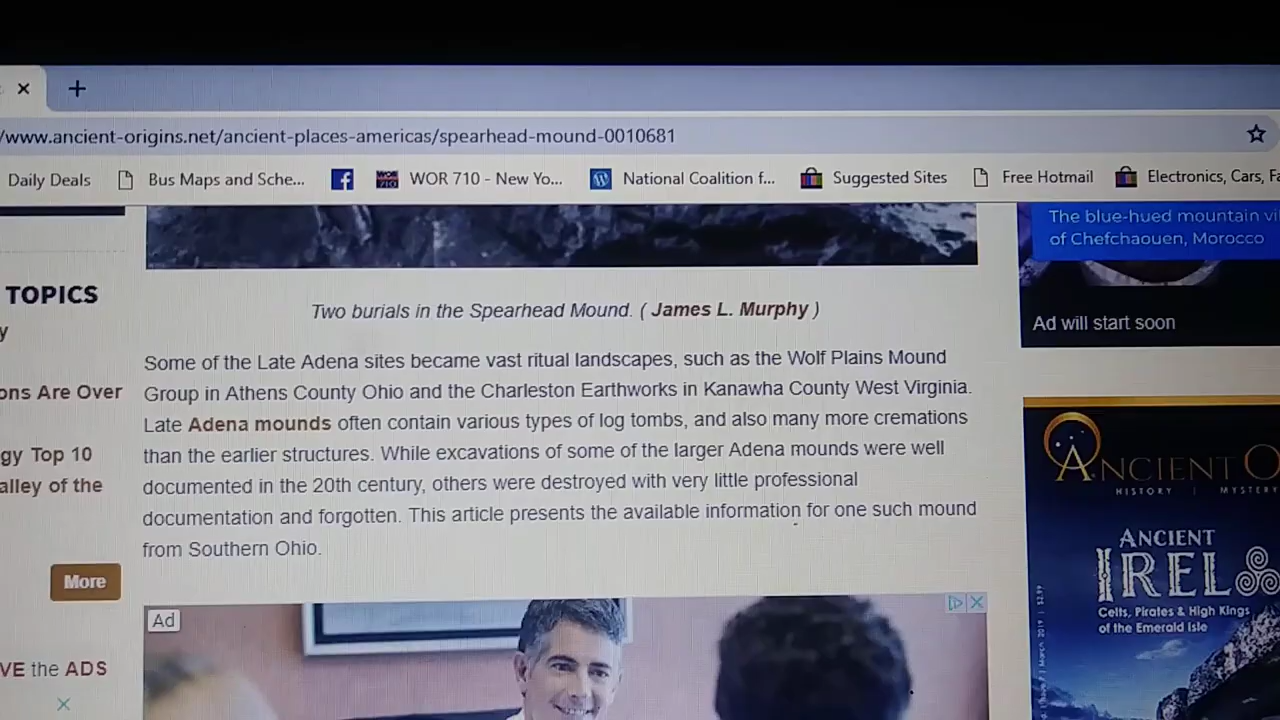 www.ancient-origins.net/ancient-places-americas/spearhead-mound-0010681
Daily Deals
Bus Maps and Sche...
WOR 710 - New Yo...
National Coalition f...
Suggested Sites
Free Hotmail
Electronics, Cars, Fa
The blue-hued mountain vi
of Chefchaouen, Morocco
Ad will start soon
TOPICS
y
ons Are Over
gy Top 10
alley of the
More
VE the ADS
Two burials in the Spearhead Mound. ( James L. Murphy )
Some of the Late Adena sites became vast ritual landscapes, such as the Wolf Plains Mound
Group in Athens County Ohio and the Charleston Earthworks in Kanawha County West Virginia.
Late Adena mounds often contain various types of log tombs, and also many more cremations
than the earlier structures. While excavations of some of the larger Adena mounds were well
documented in the 20th century, others were destroyed with very little professional
documentation and forgotten. This article presents the available information for one such mound
from Southern Ohio.
Ad
ANCIENT O
HISTORY | MYSTERY
ANCIENT
IREL
Celts, Pirates & High Kings
of the Emerald Isle
March 2019 | $2.99